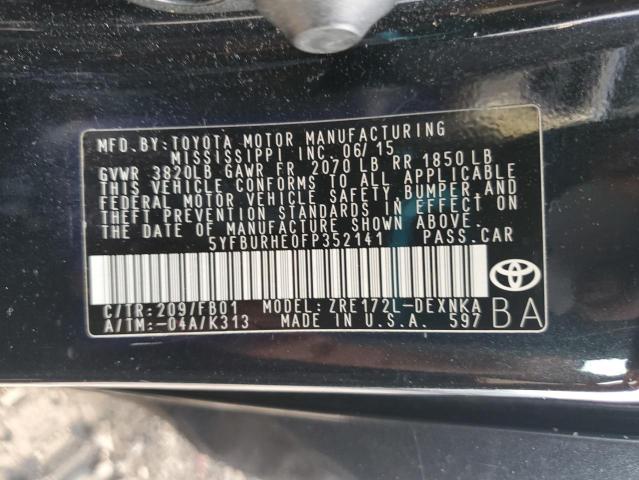 MFD.BY:TOYOTA MOTOR MANUFACTURING
MISSISSIPPI INC. 06/15
GVWR 3820LB GAWR FR 2070 LB RR 1850 LB
THIS VEHICLE CONFORMS TO ALL APPLICABLE
FEDERAL MOTOR VEHICLE SAFETY, BUMPER, AND
THEFT PREVENTION STANDARDS IN EFFECT ON
THE DATE OF MANUFACTURE SHOWN ABOVE.
5YFBURHE0FP352141 PASS.CAR
C/TR:209/FB01 MODEL:ZRE172L-DEXNKA
A/TM:-04A/K313 MADE IN U.S.A. 597
BA